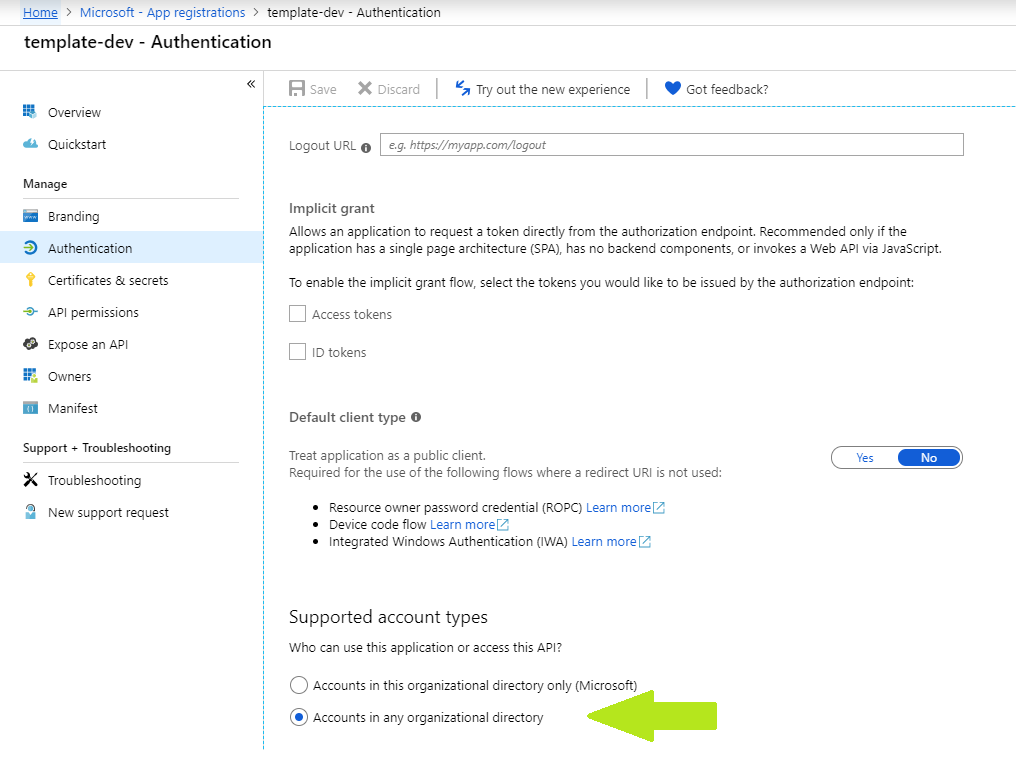 Home > Microsoft - App registrations > template-dev - Authentication
template-dev - Authentication
«
Save
Discard
Try out the new experience
Got feedback?
Overview
Quickstart
Manage
Branding
Authentication
Certificates & secrets
API permissions
Expose an API
Owners
Manifest
Support + Troubleshooting
Troubleshooting
New support request
Logout URL
e.g. https://myapp.com/logout
Implicit grant
Allows an application to request a token directly from the authorization endpoint. Recommended only if the
application has a single page architecture (SPA), has no backend components, or invokes a Web API via JavaScript.
To enable the implicit grant flow, select the tokens you would like to be issued by the authorization endpoint:
Access tokens
ID tokens
Default client type
Treat application as a public client.
Required for the use of the following flows where a redirect URI is not used:
Yes
No
• Resource owner password credential (ROPC) Learn more
• Device code flow Learn more
• Integrated Windows Authentication (IWA) Learn more
Supported account types
Who can use this application or access this API?
Accounts in this organizational directory only (Microsoft)
Accounts in any organizational directory